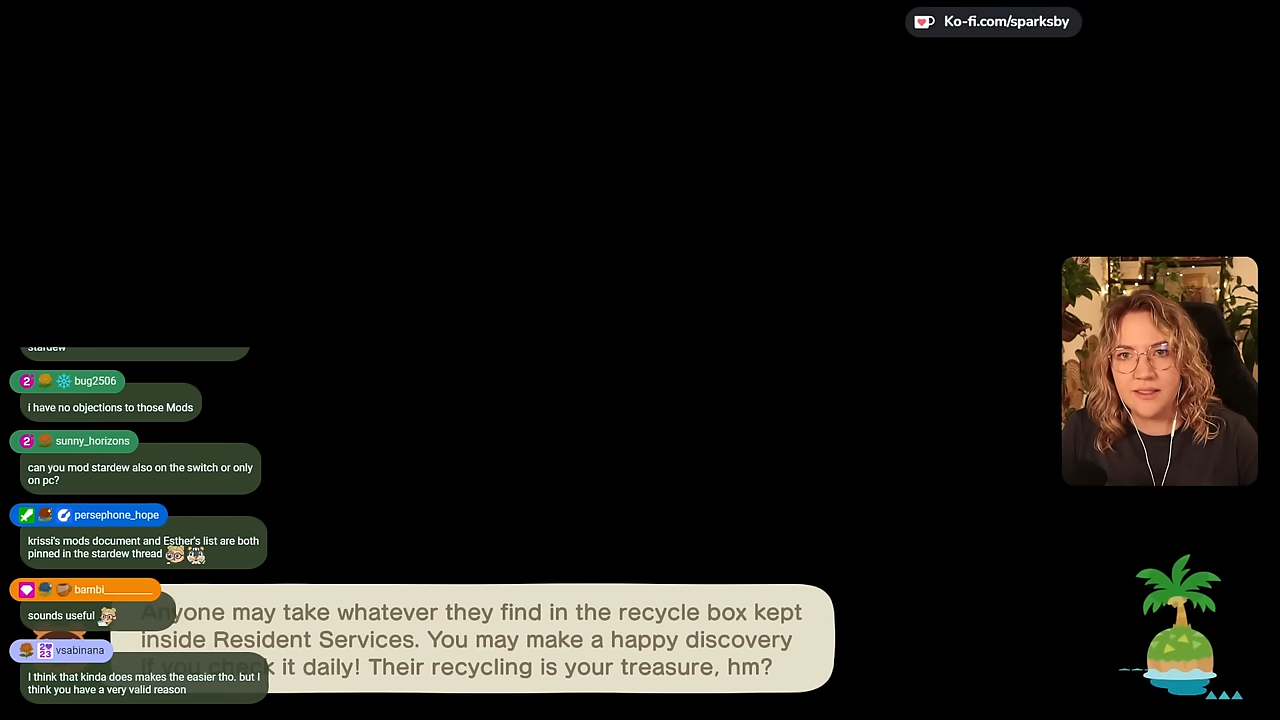 Ko-fi.com/sparksby
stardew
2 bug2506
i have no objections to those Mods
2 sunny_horizons
can you mod stardew also on the switch or only
on pc?
persephone_hope
krissi's mods document and Esther's list are both
pinned in the stardew thread
bambi________
sounds useful
vsabinana
I think that kinda does makes the easier tho. but I
think you have a very valid reason
Anyone may take whatever they find in the recycle box kept
inside Resident Services. You may make a happy discovery
if you check it daily! Their recycling is your treasure, hm?